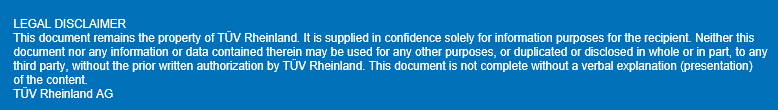 LEGAL DISCLAIMER
This document remains the property of TÜV Rheinland. It is supplied in confidence solely for information purposes for the recipient. Neither this
document nor any information or data contained therein may be used for any other purposes, or duplicated or disclosed in whole or in part, to any
third party, without the prior written authorization by TÜV Rheinland. This document is not complete without a verbal explanation (presentation)
of the content.
TÜV Rheinland AG